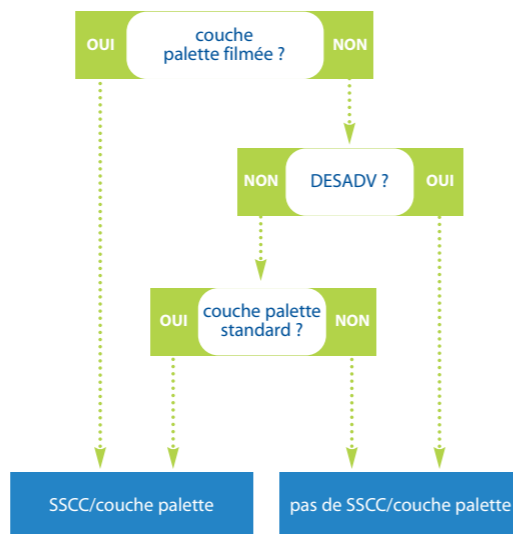 OUI
couche
palette filmée ?
NON
NON
DESADV ?
OUI
OUI
couche palette
standard ?
NON
SSCC/couche palette
pas de SSCC/couche palette